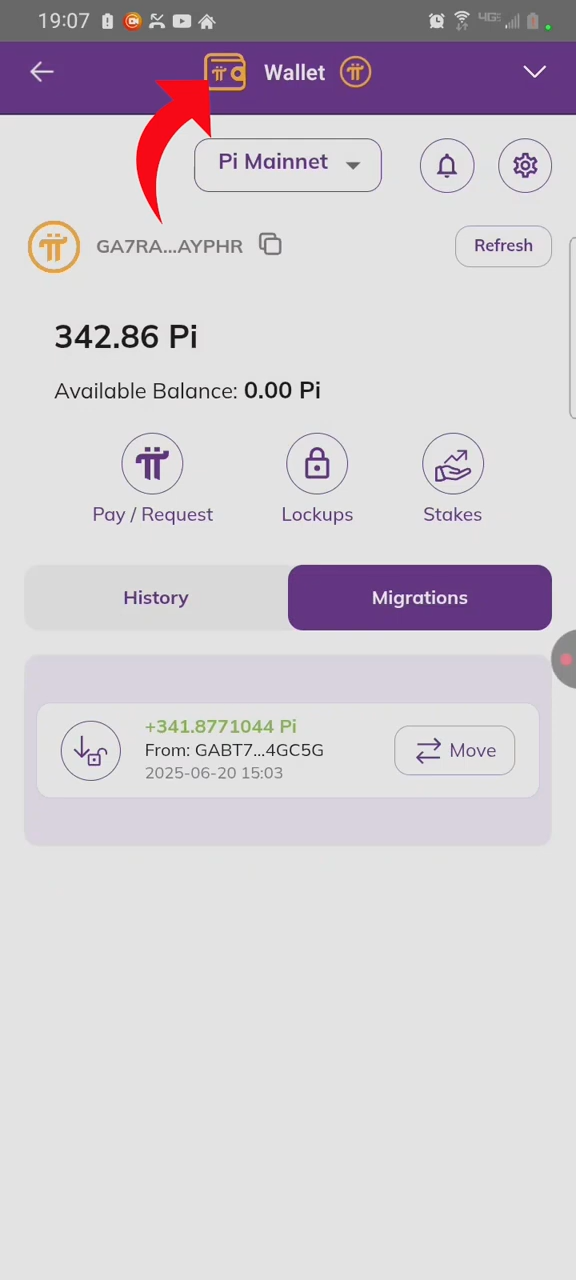 19:07
4G
Wallet
Pi Mainnet
GA7RA...AYPHR
Refresh
342.86 Pi
Available Balance: 0.00 Pi
Pay / Request
Lockups
Stakes
History
Migrations
+341.8771044 Pi
From: GABT7...4GC5G
2025-06-20 15:03
Move